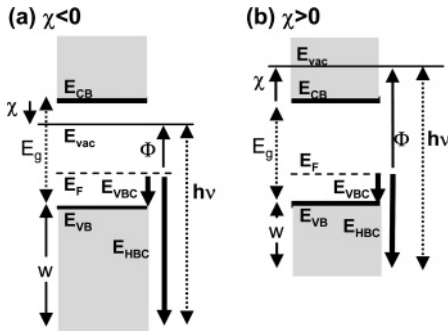 (a) χ<0
E_CB
χ
E_vac
E_g
Φ
E_F
E_VBC
hν
E_VB
E_HBC
w
(b) χ>0
E_vac
χ
E_CB
Φ
E_g
hν
E_F
E_VBC
E_VB
E_HBC
w